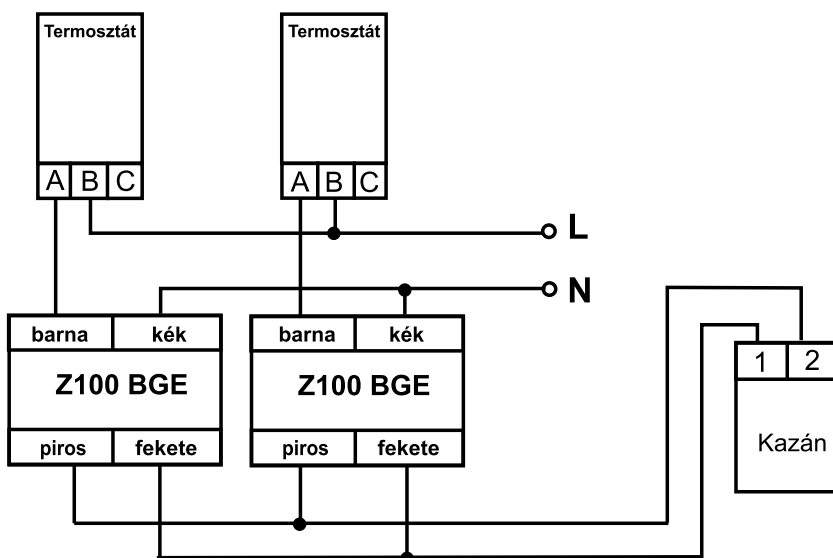 Termosztát Termosztát
A B C A B C
L
N
barna kék barna kék
1 2
Z100 BGE Z100 BGE
piros fekete piros fekete
Kazán